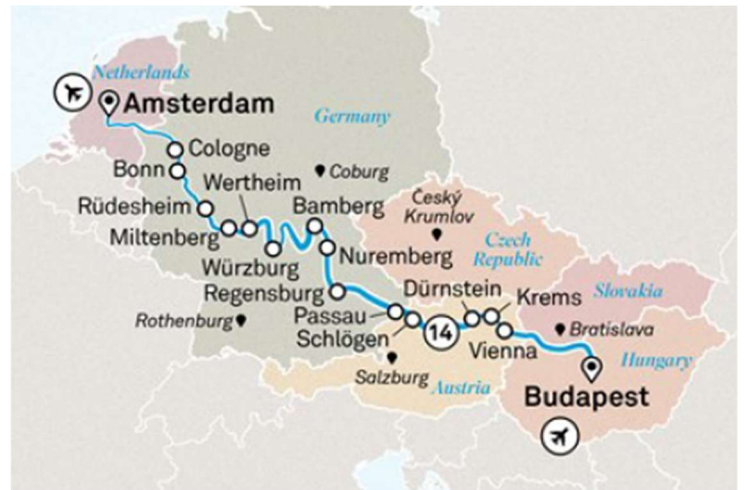 Netherlands
Amsterdam
Germany
Cologne
Bonn
Coburg
Wertheim
Rüdesheim
Bamberg
Český
Krumlov
Miltenberg
Czech
Republic
Würzburg
Nuremberg
Regensburg
Dürnstein
Krems
Slovakia
Passau
Rothenburg
14
Bratislava
Schlögen
Vienna
Hungary
Salzburg
Austria
Budapest